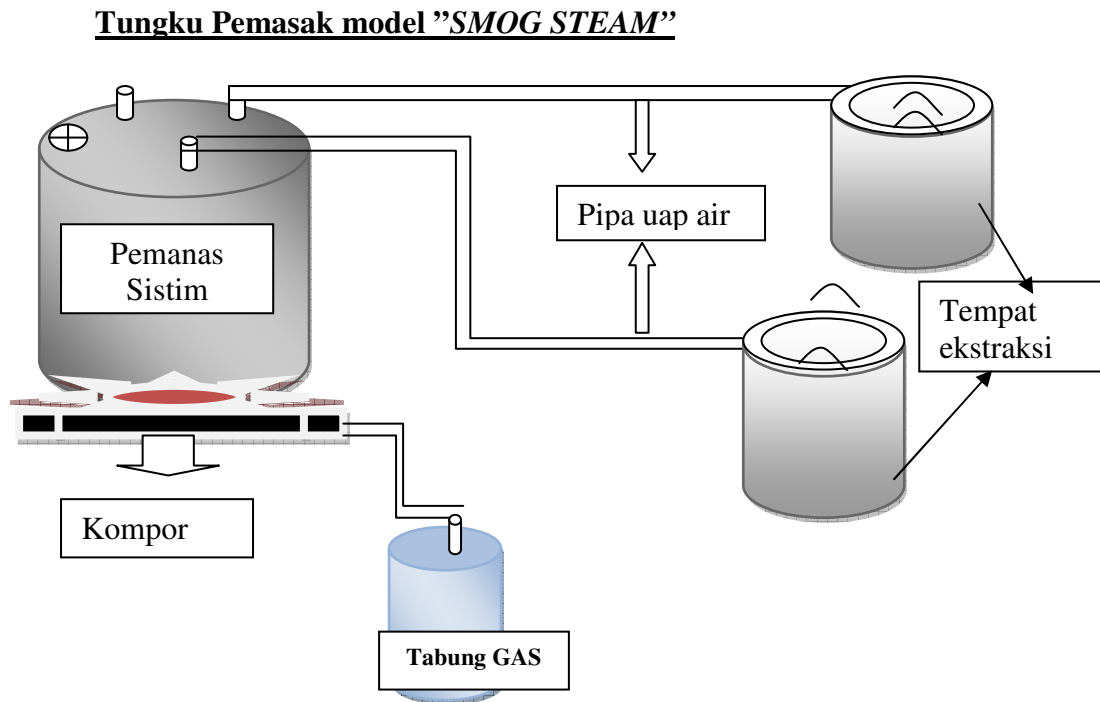 Tungku Pemasak model ”SMOG STEAM”
Pipa uap air
Pemanas
Sistim
Tempat
ekstraksi
Kompor
Tabung GAS